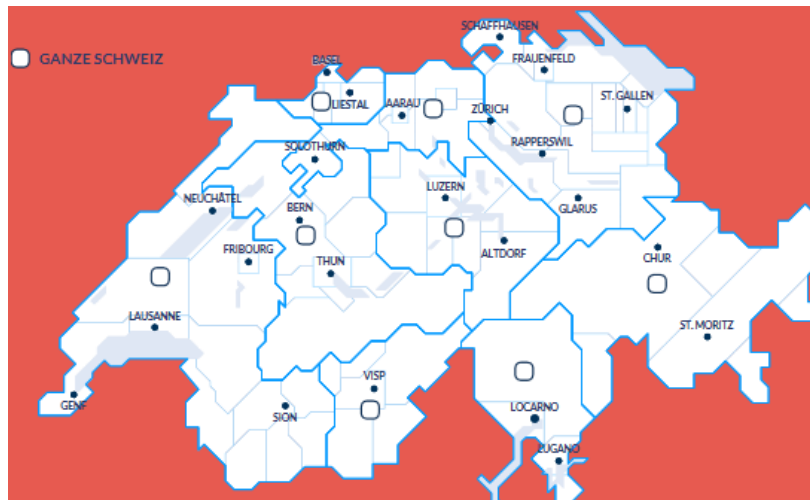 SCHAFFHAUSEN
GANZE SCHWEIZ
BASEL
FRAUENFELD
LIESTAL
AARAU
ZÜRICH
ST. GALLEN
SOLOTHURN
RAPPERSWIL
NEUCHÂTEL
LUZERN
BERN
GLARUS
FRIBOURG
THUN
ALTDORF
CHUR
LAUSANNE
ST. MORITZ
VISP
GENF
SION
LOCARNO
LUGANO